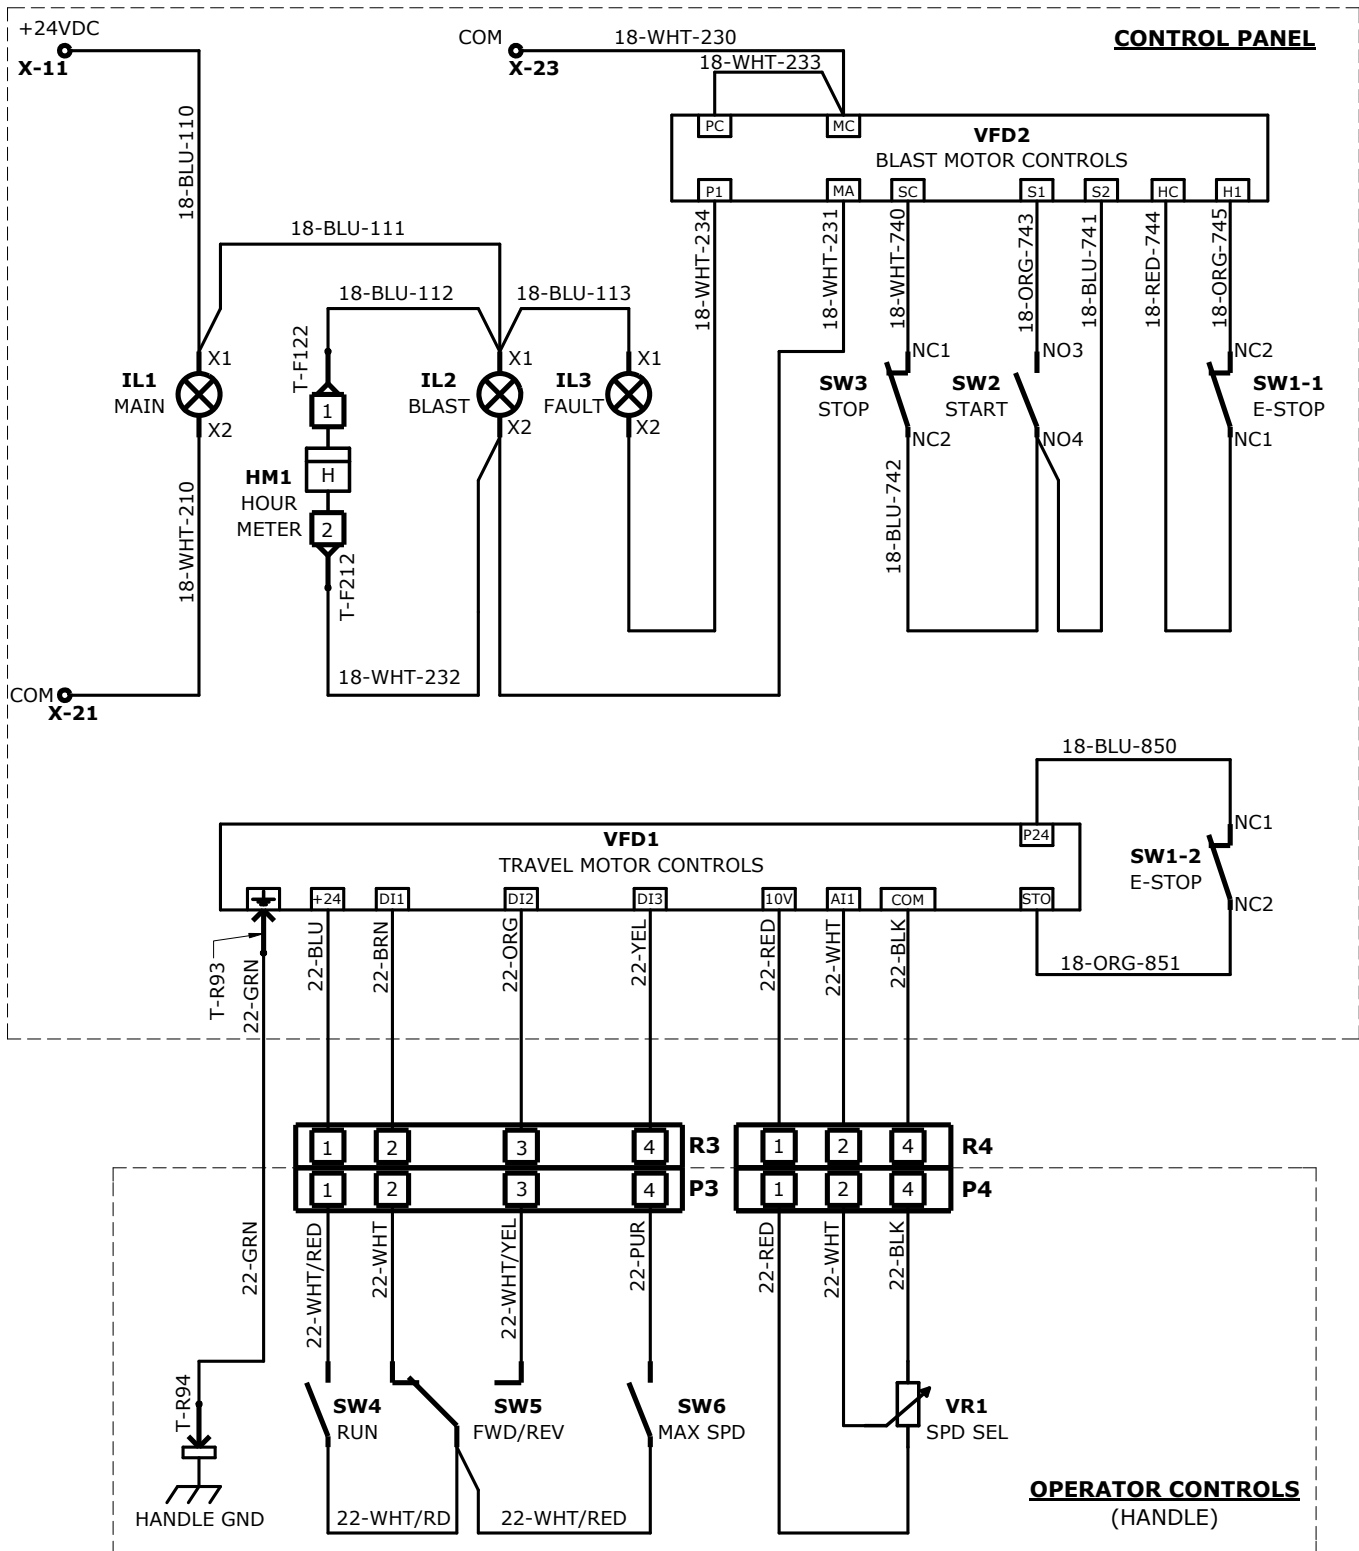 +24VDC
X-11
COM
X-23
18-WHT-230
18-WHT-233
CONTROL PANEL
18-BLU-110
PC
MC
VFD2
BLAST MOTOR CONTROLS
P1
MA
SC
S1
S2
HC
H1
18-BLU-111
18-WHT-234
18-WHT-231
18-WHT-740
18-ORG-743
18-BLU-741
18-RED-744
18-ORG-745
18-BLU-112
18-BLU-113
T-F122
X1
IL1
MAIN
X2
1
H
HM1
HOUR
METER
2
T-F212
X1
IL2
BLAST
X2
X1
IL3
FAULT
X2
NC1
SW3
STOP
NC2
NO3
SW2
START
NO4
NC2
SW1-1
E-STOP
NC1
18-WHT-210
18-BLU-742
18-WHT-232
COM
X-21
18-BLU-850
VFD1
TRAVEL MOTOR CONTROLS
P24
NC1
SW1-2
E-STOP
NC2
+24
DI1
DI2
DI3
10V
AI1
COM
STO
18-ORG-851
T-R93
22-GRN
22-BLU
22-BRN
22-ORG
22-YEL
22-RED
22-WHT
22-BLK
1
2
3
4
R3
1
2
4
R4
1
2
3
4
P3
1
2
4
P4
22-GRN
22-WHT/RED
22-WHT
22-WHT/YEL
22-PUR
22-RED
22-WHT
22-BLK
T-R94
SW4
RUN
SW5
FWD/REV
SW6
MAX SPD
VR1
SPD SEL
HANDLE GND
22-WHT/RD
22-WHT/RED
OPERATOR CONTROLS
(HANDLE)